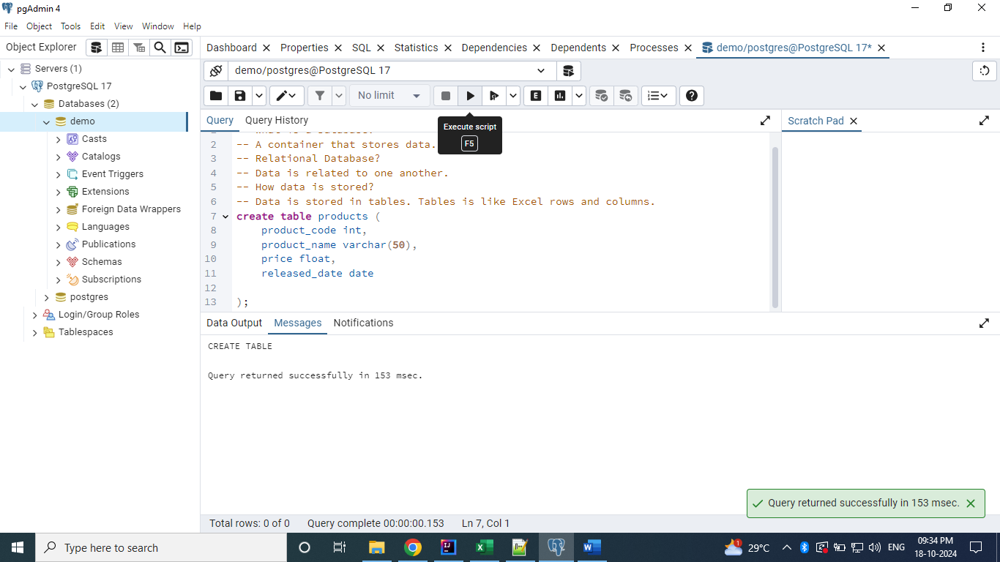 pgAdmin 4
File Object Tools Edit View Window Help
Object Explorer
Dashboard Properties SQL Statistics Dependencies Dependents Processes demo/postgres@PostgreSQL 17*
Servers (1)
PostgreSQL 17
Databases (2)
demo
Casts
Catalogs
Event Triggers
Extensions
Foreign Data Wrappers
Languages
Publications
Schemas
Subscriptions
postgres
Login/Group Roles
Tablespaces
demo/postgres@PostgreSQL 17
No limit
E
Query Query History
Execute script
F5
Scratch Pad
2 -- A container that stores data.
3 -- Relational Database?
4 -- Data is related to one another.
5 -- How data is stored?
6 -- Data is stored in tables. Tables is like Excel rows and columns.
7 create table products (
8 product_code int,
9 product_name varchar(50),
10 price float,
11 released_date date
12
13 );
Data Output Messages Notifications
CREATE TABLE
Query returned successfully in 153 msec.
Query returned successfully in 153 msec.
Total rows: 0 of 0 Query complete 00:00:00.153 Ln 7, Col 1
Type here to search
1
29°C
ENG
09:34 PM
18-10-2024